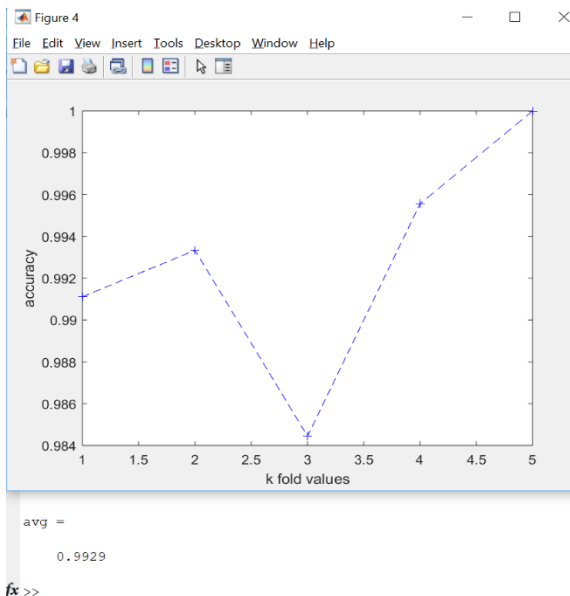 Figure 4
File Edit View Insert Tools Desktop Window Help
1
0.998
0.996
0.994
0.992
0.99
0.988
0.986
0.984
accuracy
1 1.5 2 2.5 3 3.5 4 4.5 5
k fold values
avg =
0.9929
fx >>